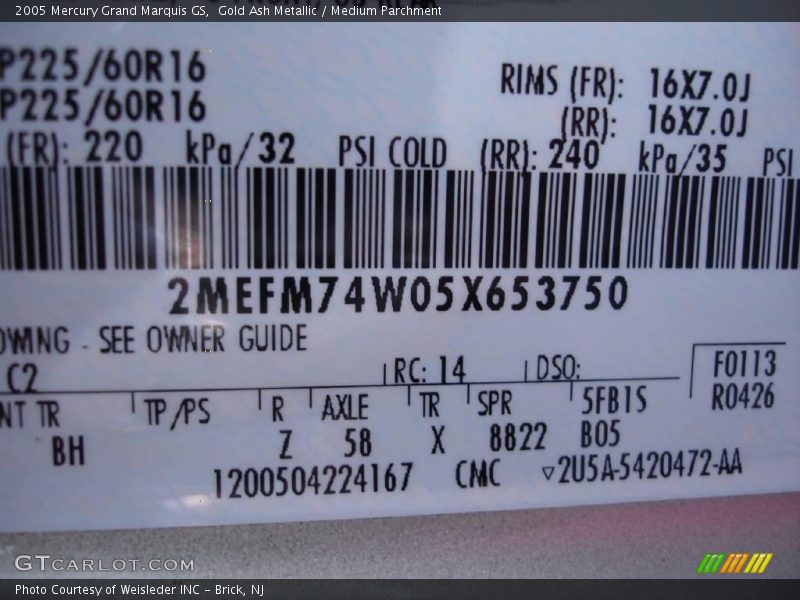 2005 Mercury Grand Marquis GS,  Gold Ash Metallic / Medium Parchment
P225/60R16 RIMS (FR): 16X7.0J
P225/60R16 (RR): 16X7.0J
(FR): 220 kPa/32 PSI COLD (RR): 240 kPa/35 PSI
2MEFM74W05X653750
OWING - SEE OWNER GUIDE
C2 RC: 14 DSO: F0113
R0426
NT TR TP/PS R AXLE TR SPR 5FB1S
BH Z 58 X 8822 B05
1200504224167 CMC ▽2U5A-5420472-AA
GTCARLOT.COM
Photo Courtesy of Weisleder INC - Brick, NJ